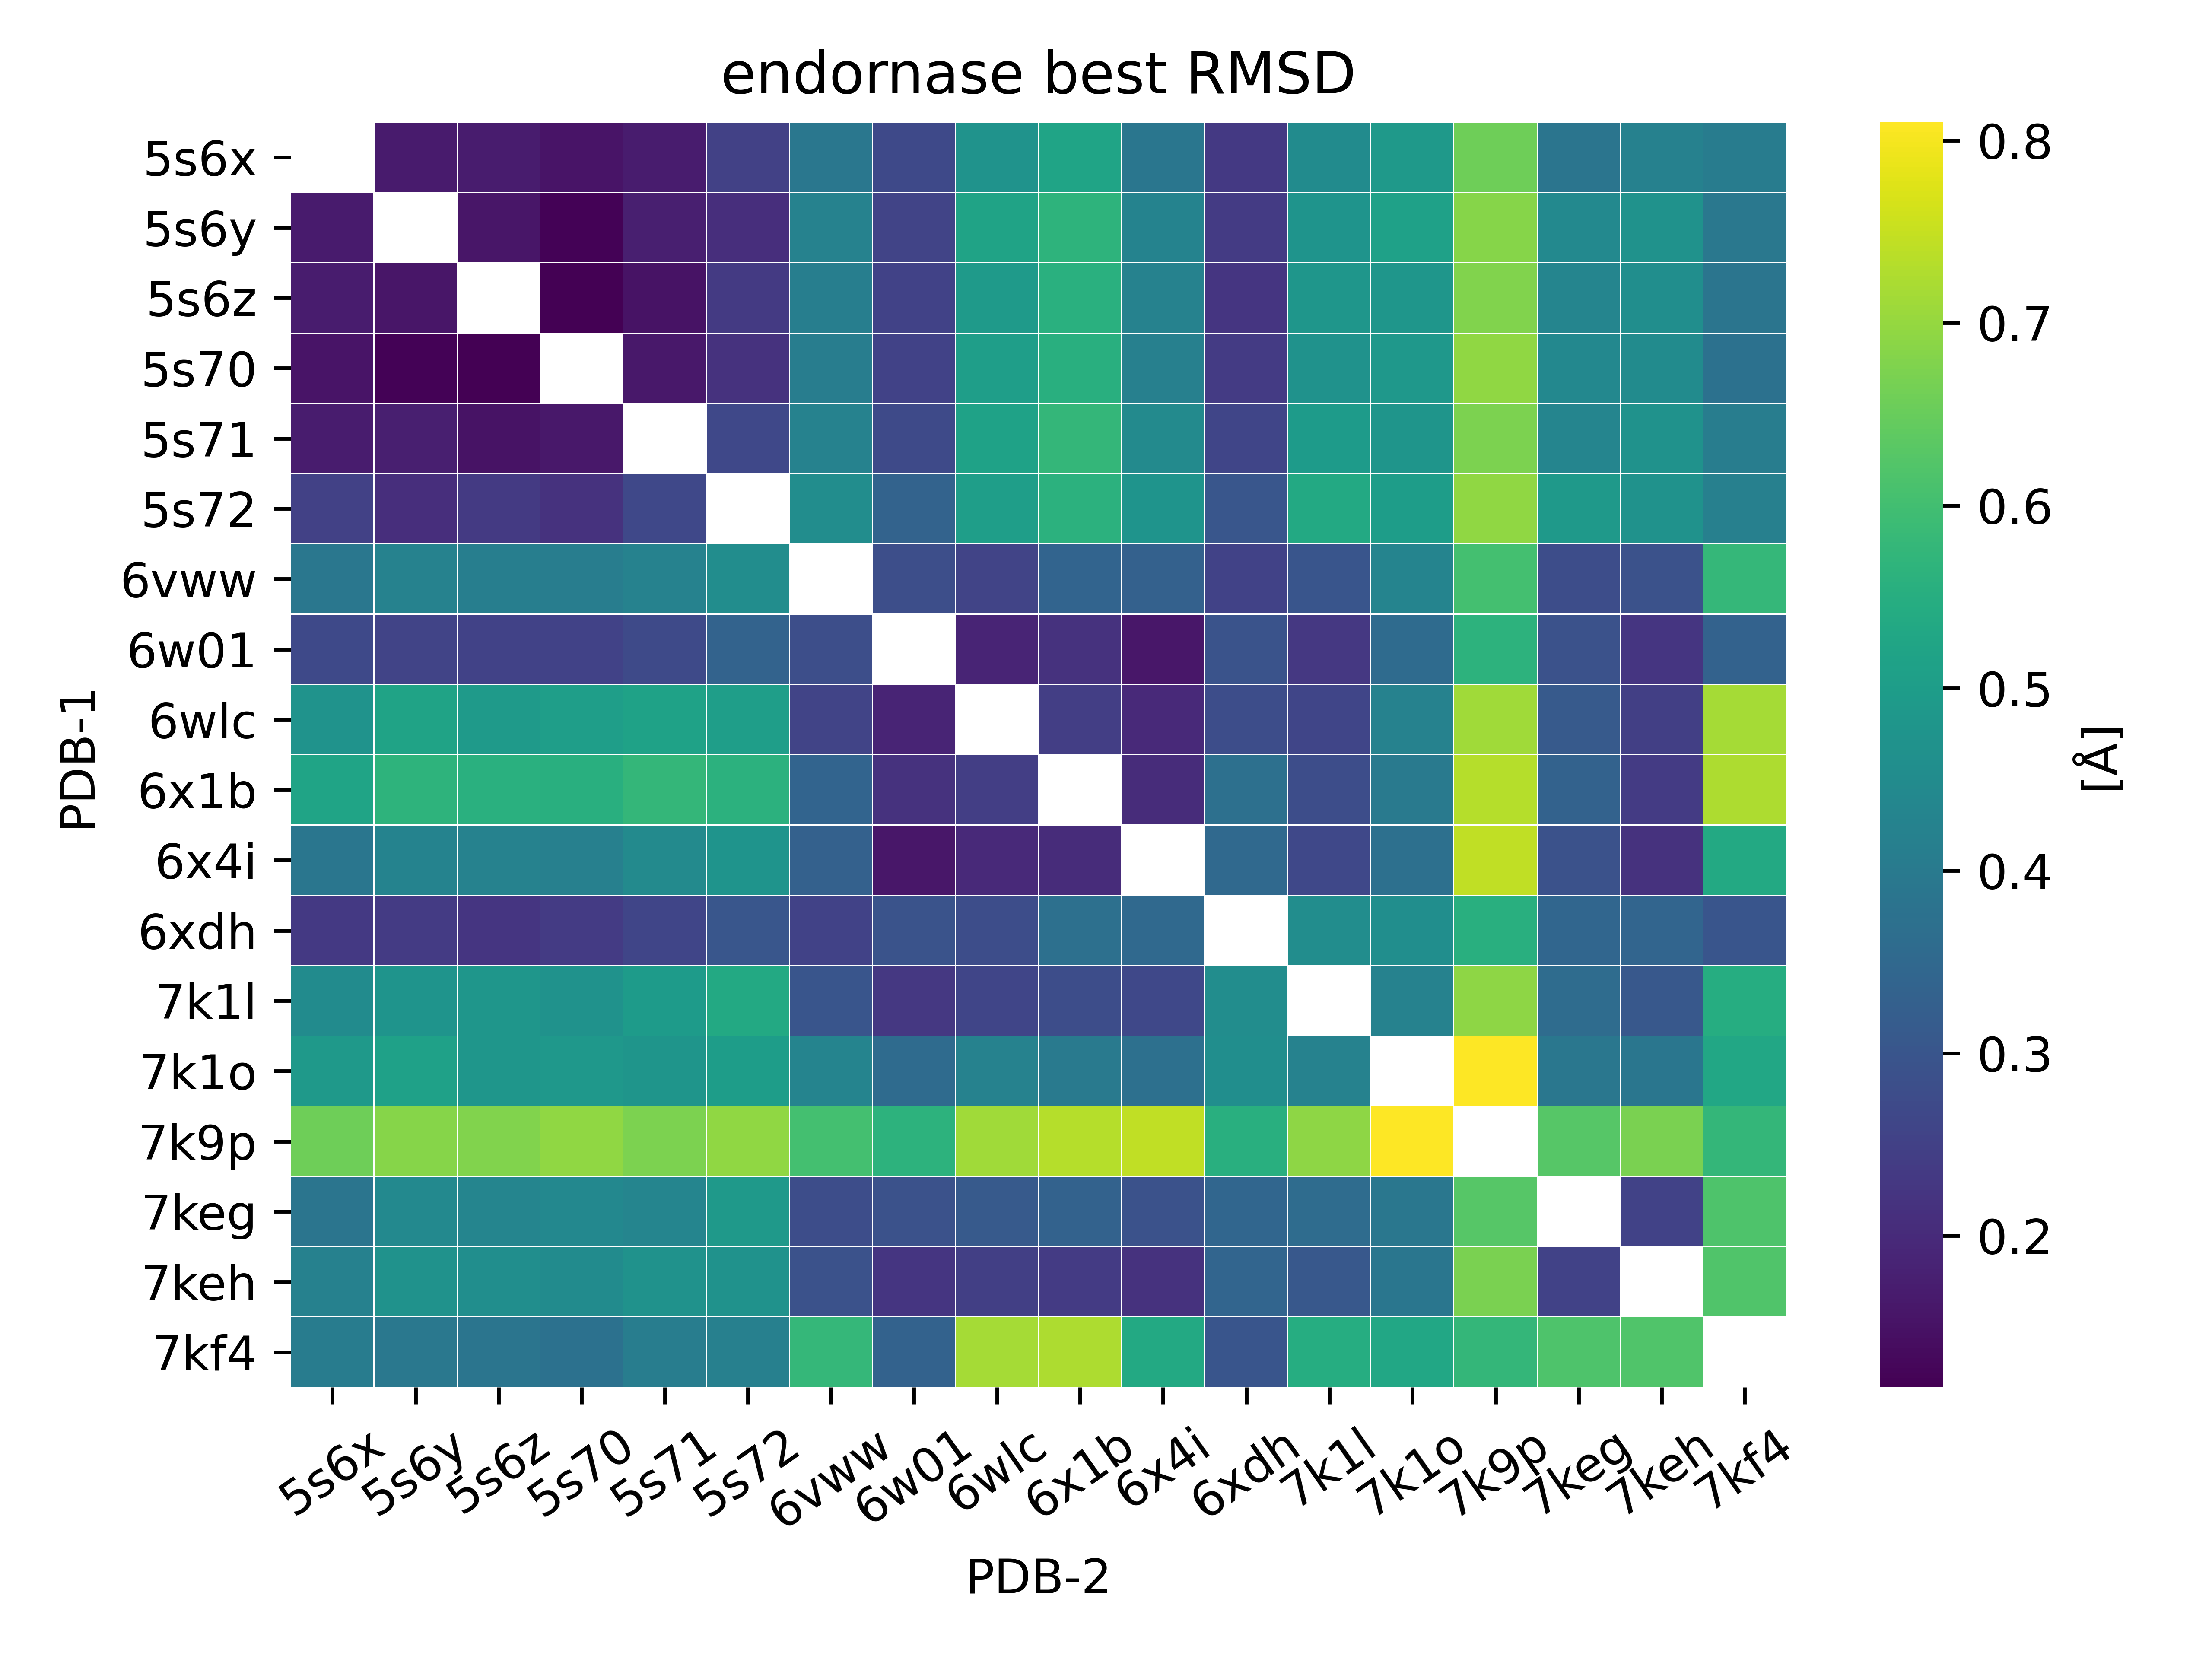 endornase best RMSD
5s6x
5s6y
5s6z
5s70
5s71
5s72
6vww
6w01
6wlc
6x1b
6x4i
6xdh
7k1l
7k1o
7k9p
7keg
7keh
7kf4
PDB-1
5s6x 5s6y 5s6z 5s70 5s71 5s72 6vww 6w01 6wlc 6x1b 6x4i 6xdh 7k1l 7k1o 7k9p 7keg 7keh 7kf4
PDB-2
0.8
0.7
0.6
0.5
0.4
0.3
0.2
[Å]